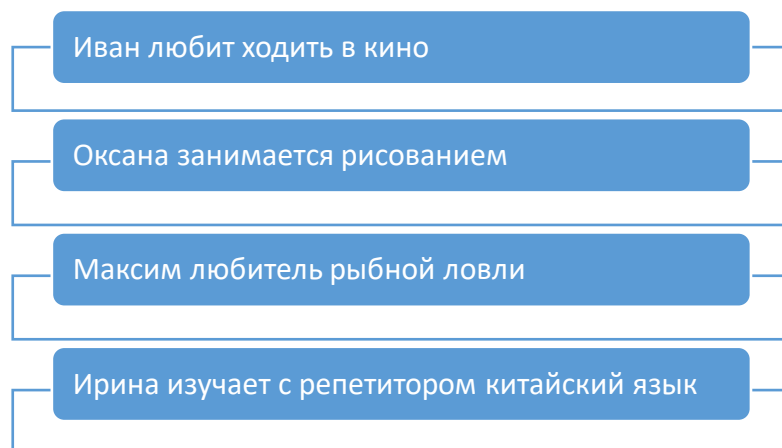 Иван любит ходить в кино
Оксана занимается рисованием
Максим любитель рыбной ловли
Ирина изучает с репетитором китайский язык